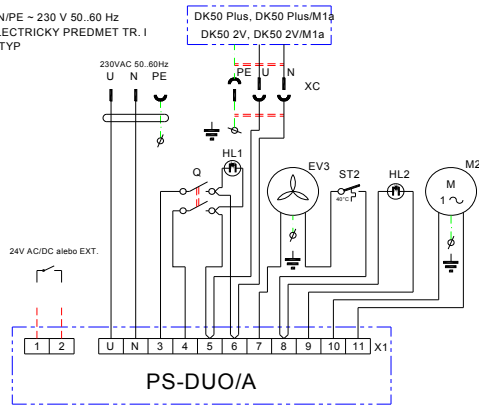 N/PE ~ 230 V 50..60 Hz
LECTRICKY PREDMET TR. I
TYP
DK50 Plus, DK50 Plus/M1a
DK50 2V, DK50 2V/M1a
230VAC 50..60Hz
U N PE
PE U N
XC
Q
HL1
EV3
ST2
40°C
HL2
M2
M
1
24V AC/DC alebo EXT.
1 2 U N 3 4 5 6 7 8 9 10 11 X1
PS-DUO/A